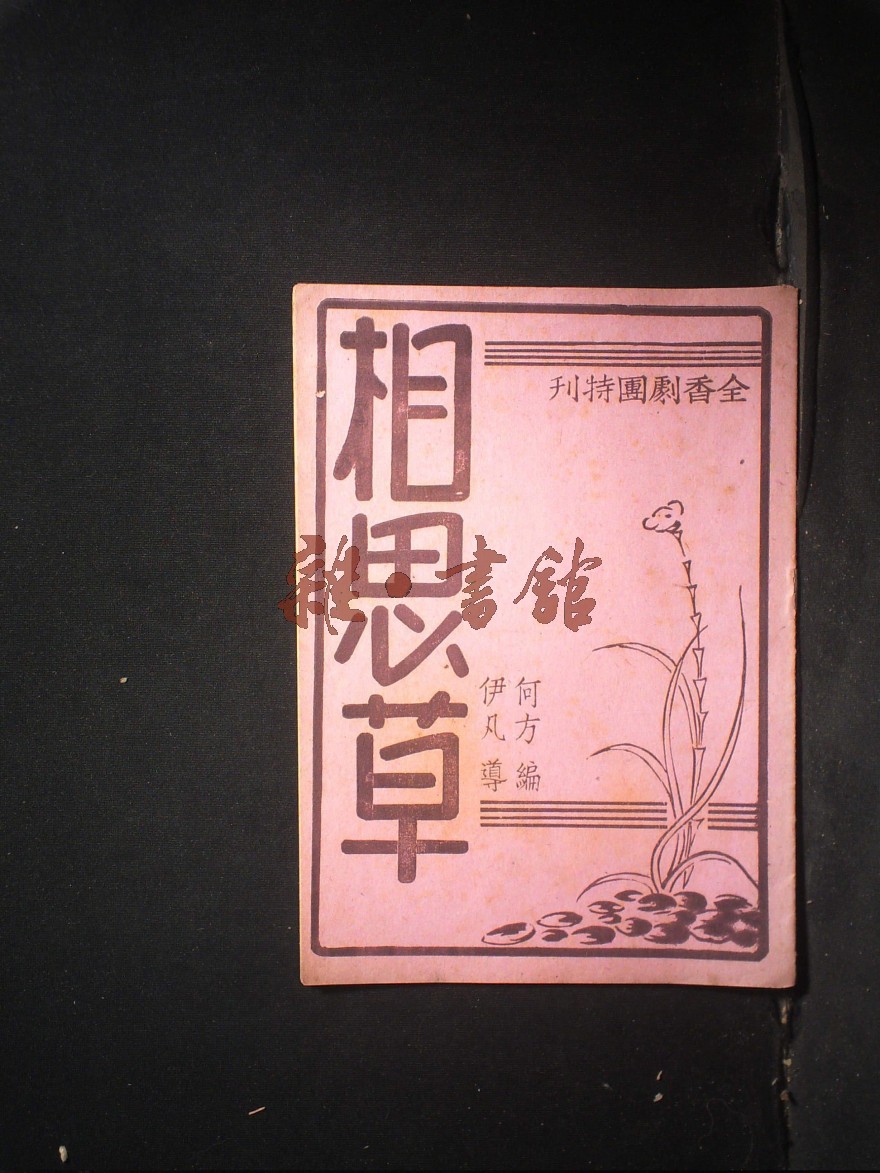 全香劇團特刊
相思草
何方 編
伊凡 導
雜·書館